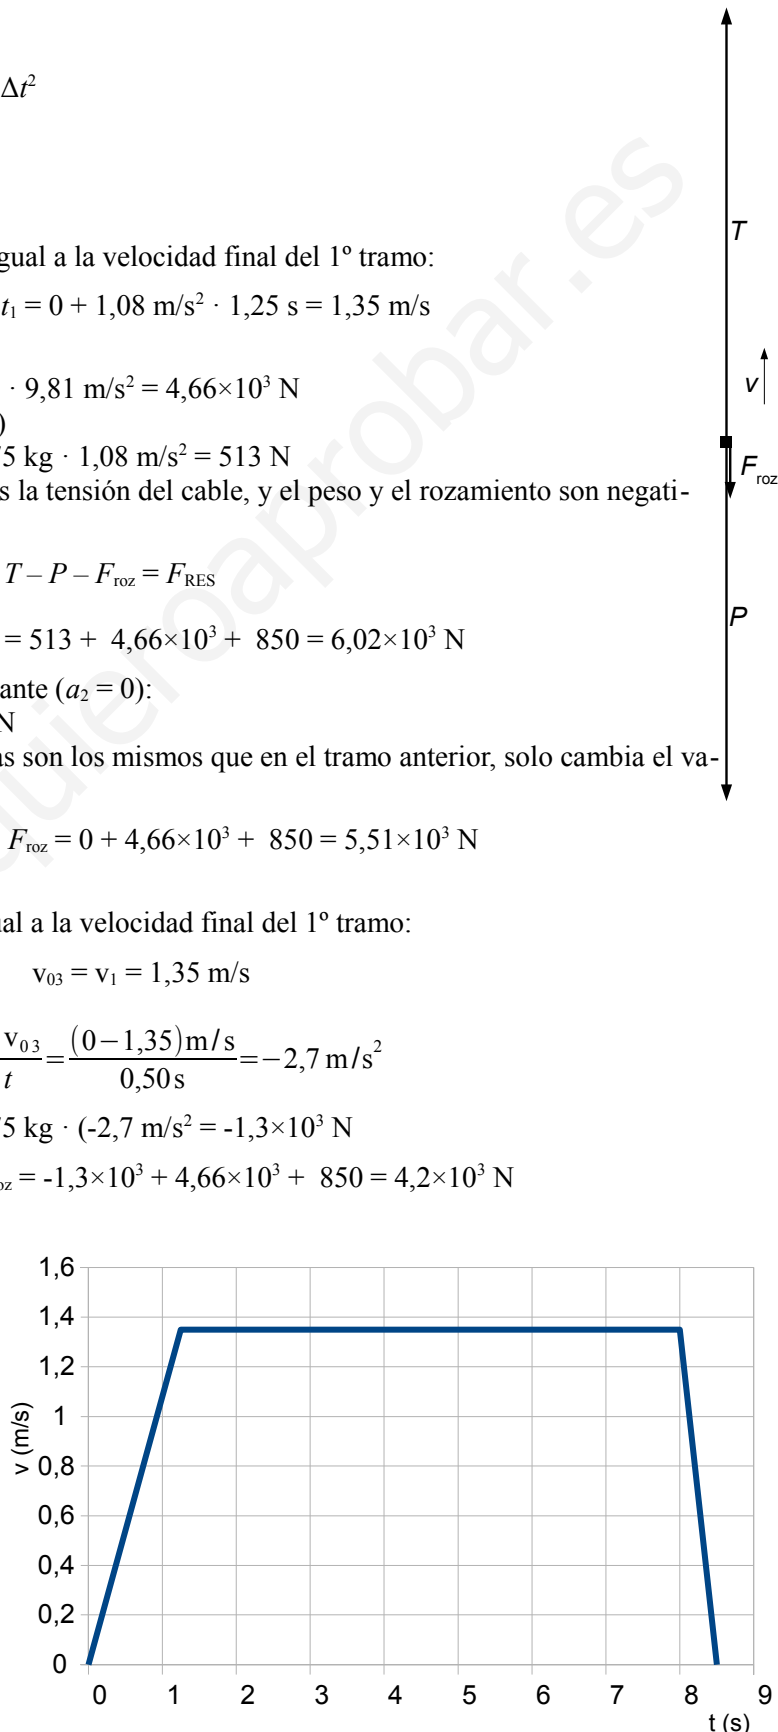 Δt²
T
gual a la velocidad final del 1º tramo:
t₁ = 0 + 1,08 m/s² · 1,25 s = 1,35 m/s
v
· 9,81 m/s² = 4,66×10³ N
)
5 kg · 1,08 m/s² = 513 N
F_roz
s la tensión del cable, y el peso y el rozamiento son negati-
T – P – F_roz = F_RES
P
= 513 + 4,66×10³ + 850 = 6,02×10³ N
ante (a₂ = 0):
N
as son los mismos que en el tramo anterior, solo cambia el va-
F_roz = 0 + 4,66×10³ + 850 = 5,51×10³ N
al a la velocidad final del 1º tramo:
v₀₃ = v₁ = 1,35 m/s
v₀₃/t = (0−1,35)m/s / 0,50s = −2,7 m/s²
5 kg · (-2,7 m/s² = -1,3×10³ N
oz = -1,3×10³ + 4,66×10³ + 850 = 4,2×10³ N
quieroaprobar.es
1,6
1,4
1,2
1
0,8
0,6
0,4
0,2
0
v (m/s)
0 1 2 3 4 5 6 7 8 9
t (s)